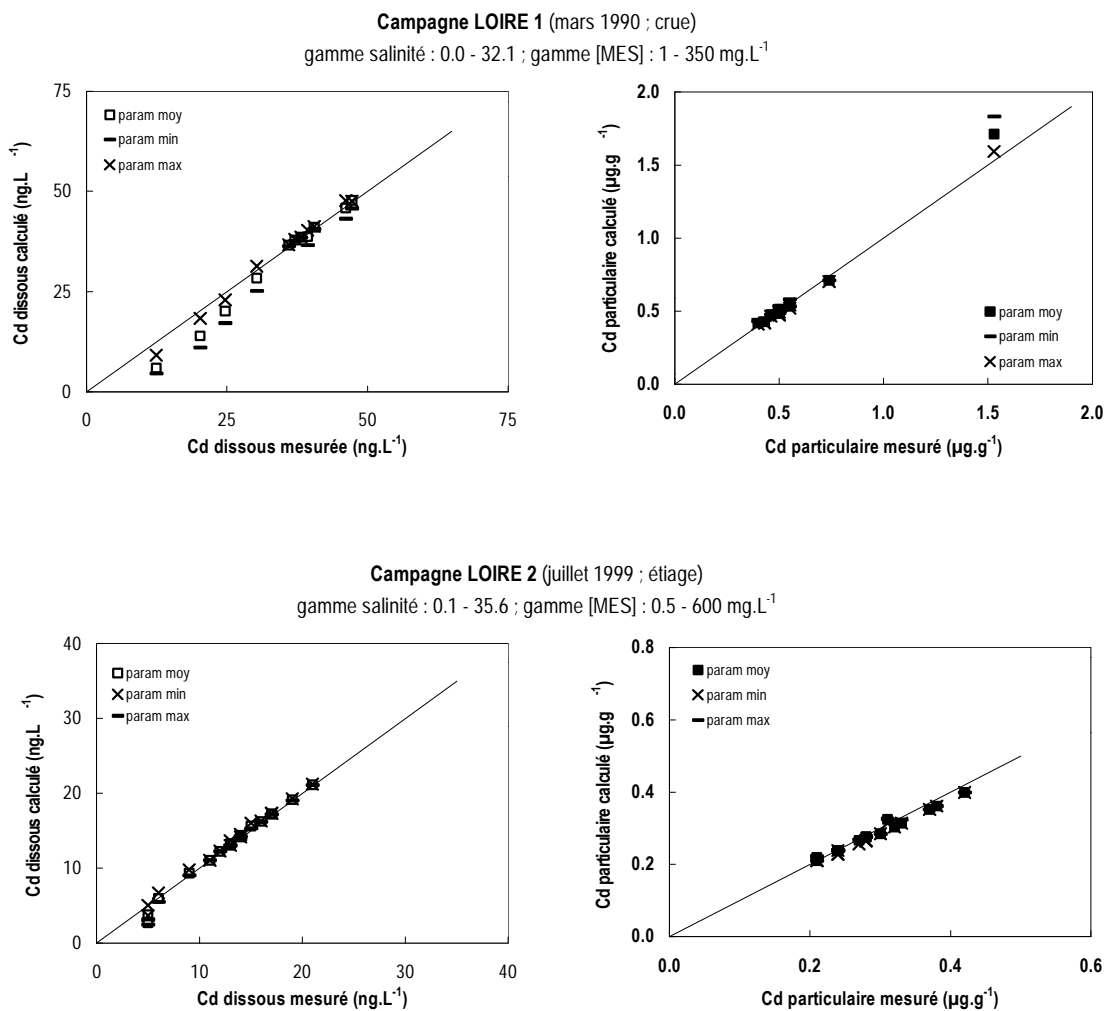 Campagne LOIRE 1 (mars 1990 ; crue)
gamme salinité : 0.0 - 32.1 ; gamme [MES] : 1 - 350 mg.L-1
Cd dissous calculé (ng.L -1)
75
50
25
0
param moy
param min
param max
0 25 50 75
Cd dissous mesurée (ng.L-1)
Cd particulaire calculé (µg.g -1)
2.0
1.5
1.0
0.5
0.0
param moy
param min
param max
0.0 0.5 1.0 1.5 2.0
Cd particulaire mesuré (µg.g-1)
Campagne LOIRE 2 (juillet 1999 ; étiage)
gamme salinité : 0.1 - 35.6 ; gamme [MES] : 0.5 - 600 mg.L-1
Cd dissous calculé (ng.L -1)
40
30
20
10
0
param moy
param min
param max
0 10 20 30 40
Cd dissous mesuré (ng.L-1)
Cd particulaire calculé (µg.g -1)
0.8
0.6
0.4
0.2
0.0
param moy
param min
param max
0.0 0.2 0.4 0.6
Cd particulaire mesuré (µg.g-1)